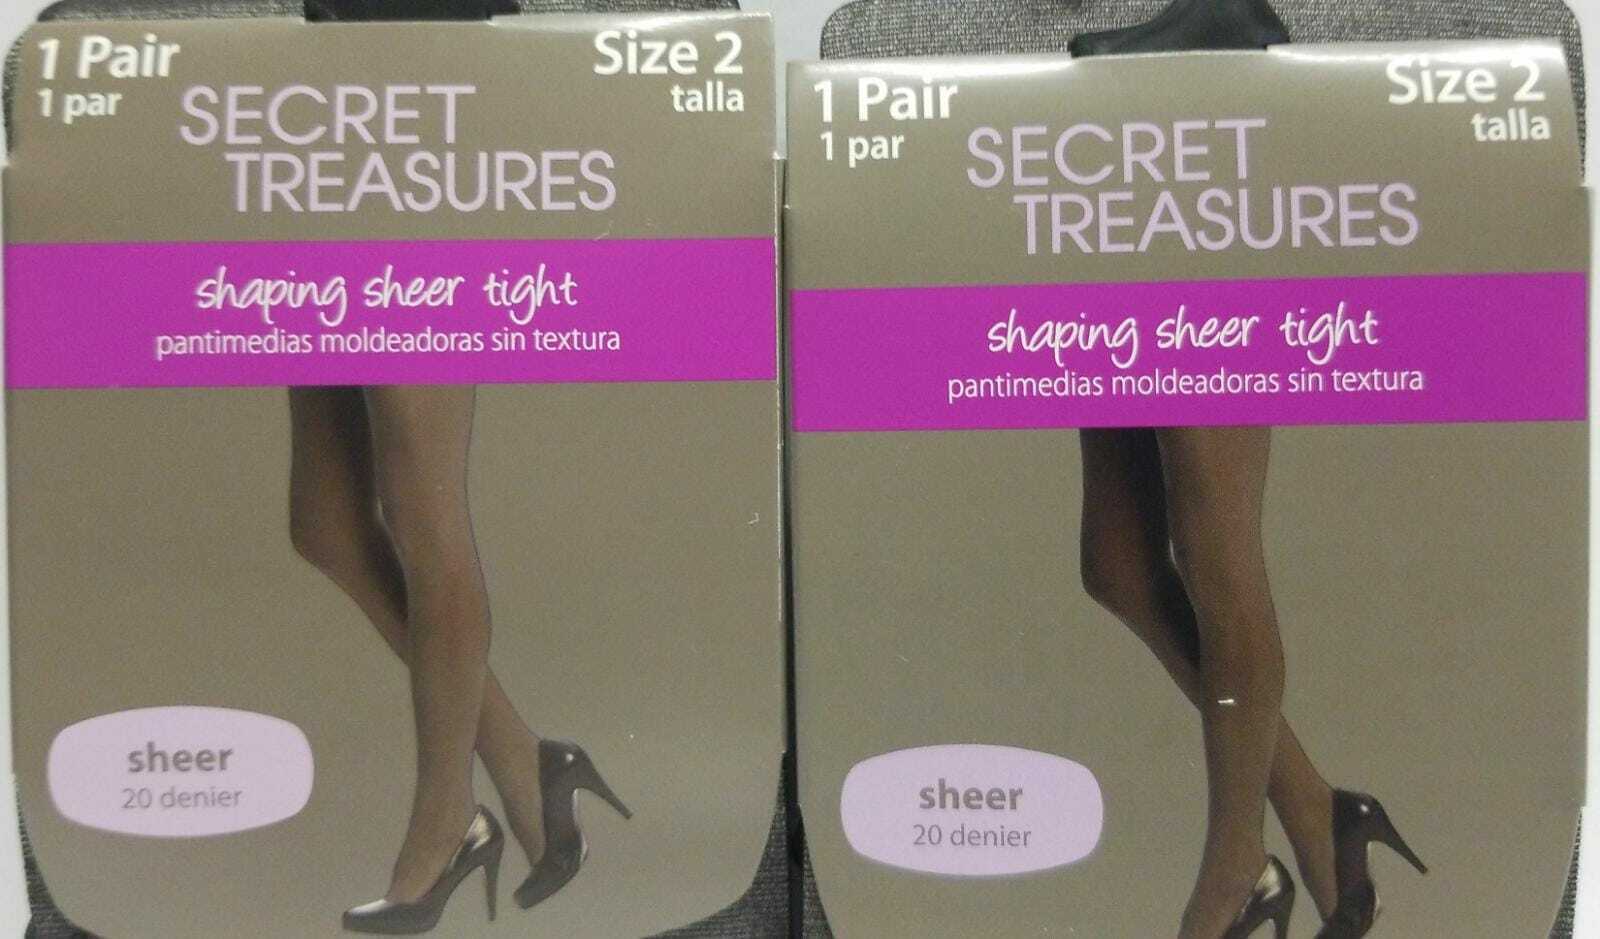 1 Pair
1 par
Size 2
talla
SECRET
TREASURES
shaping sheer tight
pantimedias moldeadoras sin textura
sheer
20 denier
1 Pair
1 par
Size 2
talla
SECRET
TREASURES
shaping sheer tight
pantimedias moldeadoras sin textura
sheer
20 denier